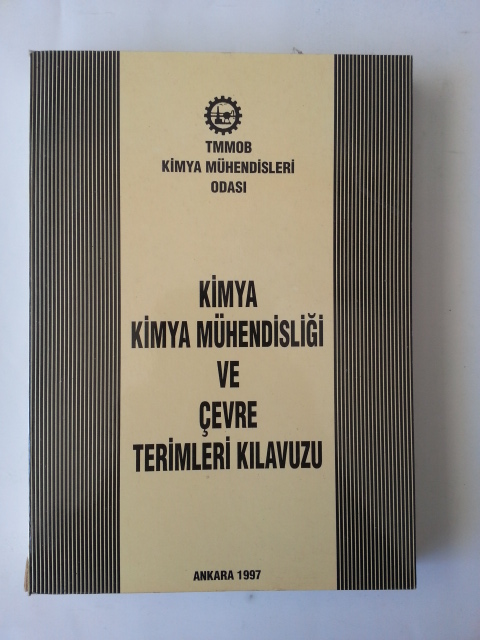 TMMOB
KİMYA MÜHENDİSLERİ
ODASI
KİMYA
KİMYA MÜHENDİSLİĞİ
VE
ÇEVRE
TERİMLERİ KILAVUZU
ANKARA 1997